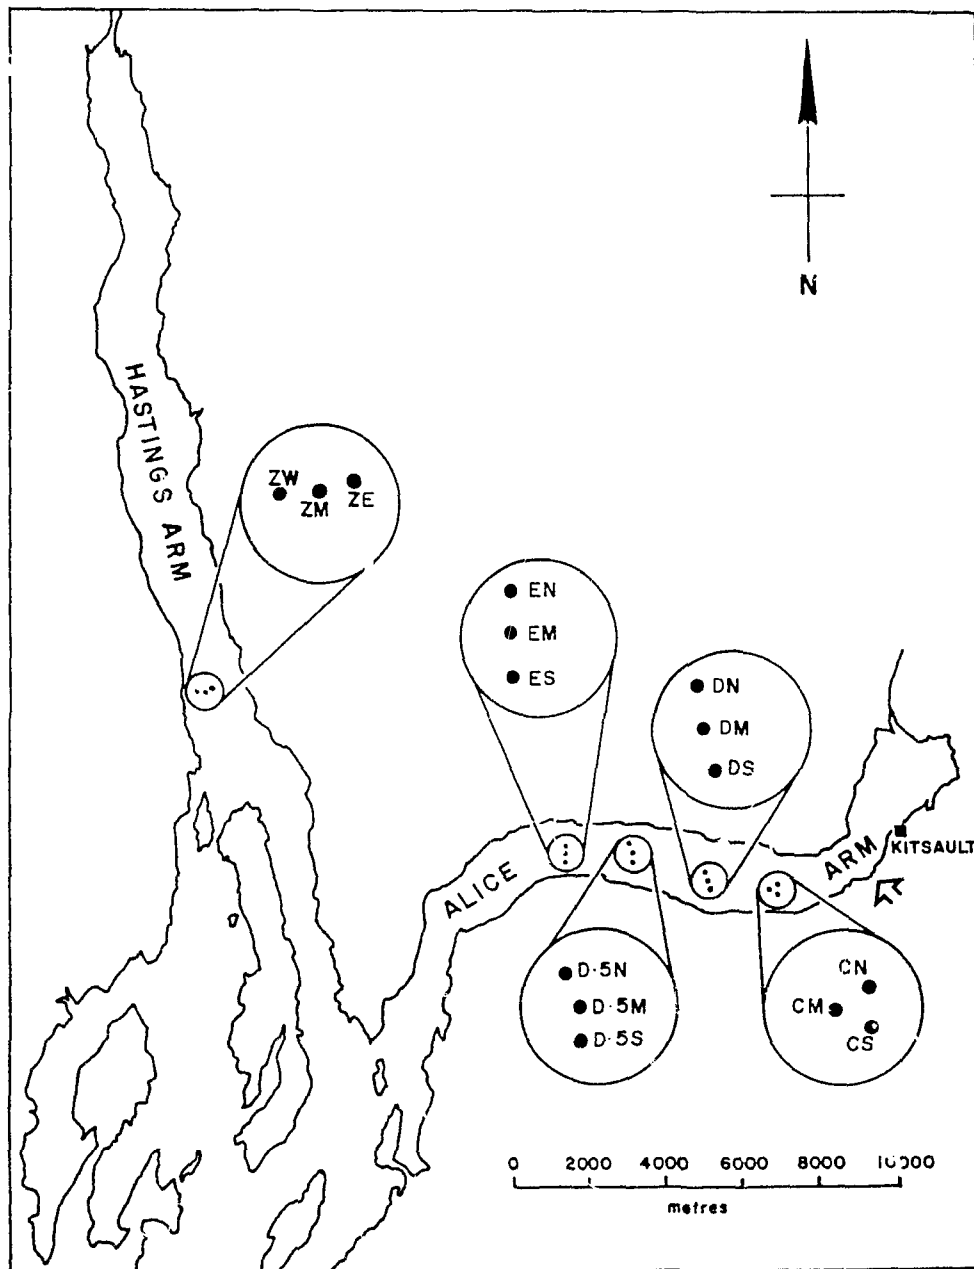 N
HASTINGS ARM
ZW
ZM
ZE
EN
EM
ES
DN
DM
DS
KITSAULT
ALICE ARM
D·5N
D·5M
D·5S
CN
CM
CS
0 2000 4000 6000 8000 10000
metres